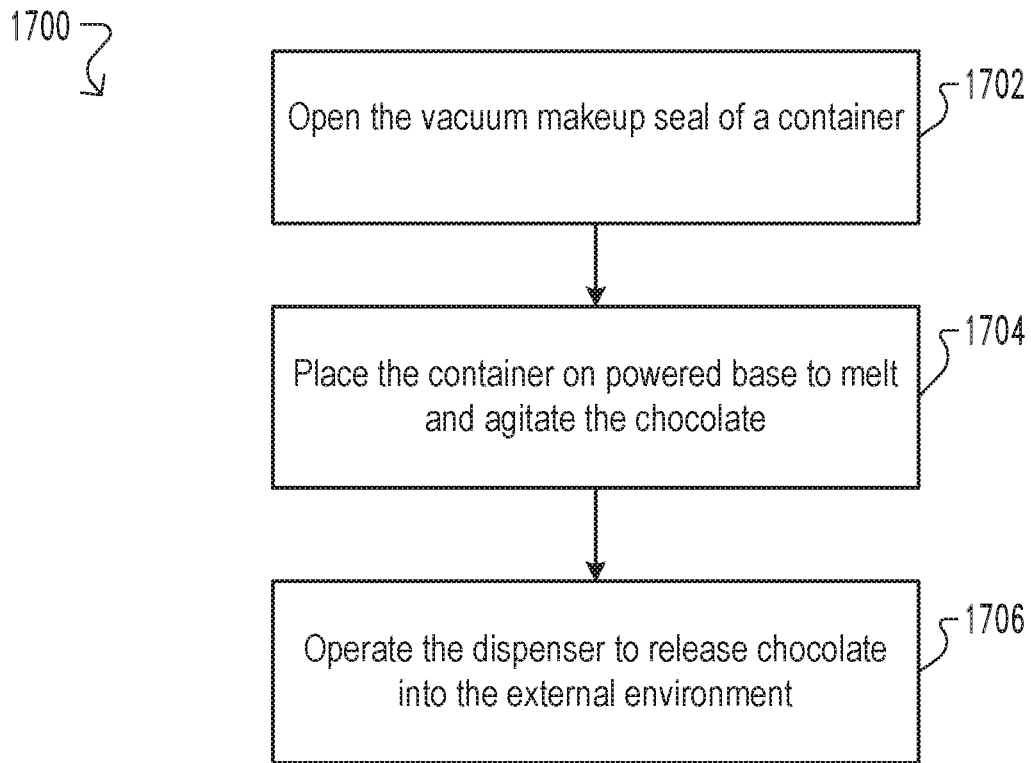 1700
1702
Open the vacuum makeup seal of a container
1704
Place the container on powered base to melt
and agitate the chocolate
1706
Operate the dispenser to release chocolate
into the external environment